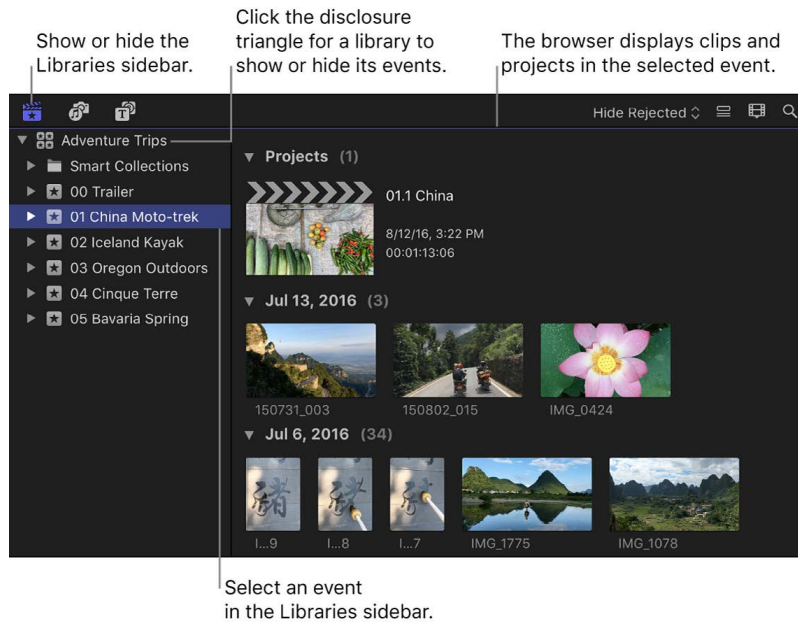 Show or hide the
Libraries sidebar.
Click the disclosure
triangle for a library to
show or hide its events.
The browser displays clips and
projects in the selected event.
T
Hide Rejected
Adventure Trips
Smart Collections
00 Trailer
01 China Moto-trek
02 Iceland Kayak
03 Oregon Outdoors
04 Cinque Terre
05 Bavaria Spring
Projects (1)
01.1 China
8/12/16, 3:22 PM
00:01:13:06
Jul 13, 2016 (3)
150731_003 150802_015 IMG_0424
Jul 6, 2016 (34)
猪
I...9 I...8 I...7 IMG_1775 IMG_1078
Select an event
in the Libraries sidebar.